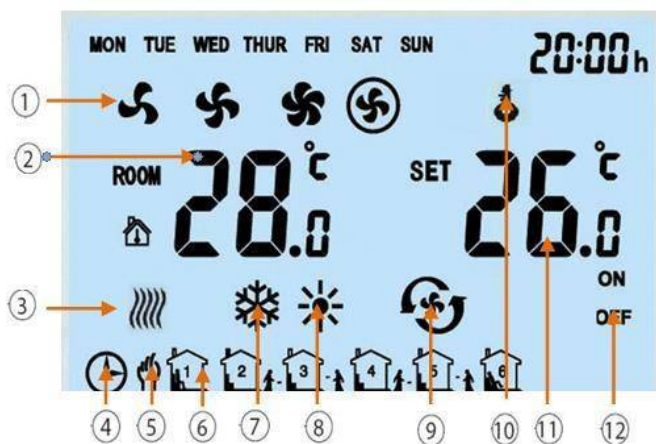 MON TUE WED THUR FRI SAT SUN 20:00 h
1
2 ROOM 28.0 °C SET 26.0 °C
ON
3 OFF
1 2 3 4 5 6
4 5 6 7 8 9 10 11 12